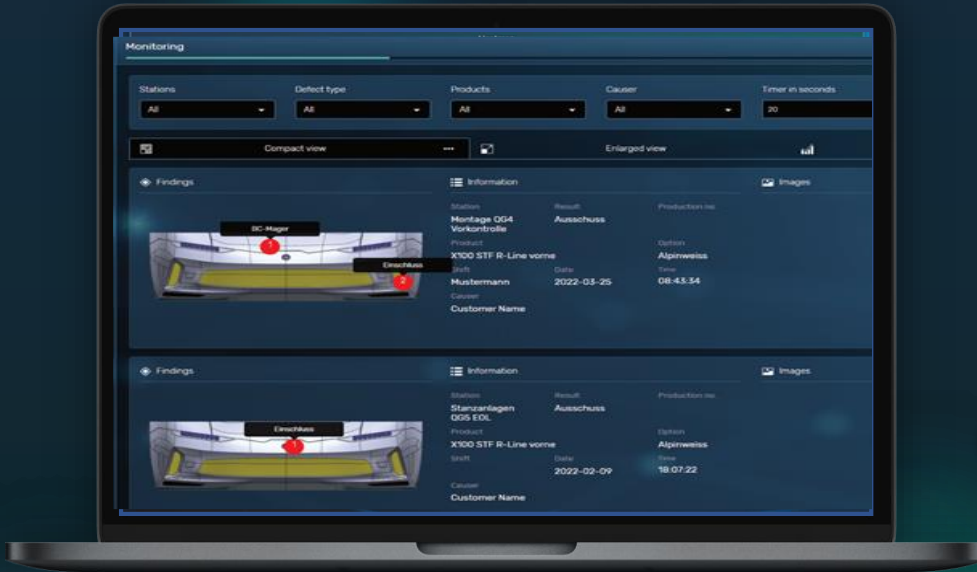 Monitoring
Stations Defect type Products Causer Timer in seconds
All All All All 20
Compact view Enlarged view
Findings Information Images
Station Result Production no.
Montage QG4 Vorkontrolle Ausschuss
Product Option
X100 STF R-Line vorne Alpinweiss
Shift Date Time
Mustermann 2022-03-25 08:43:34
Causer
Customer Name
BC-Mager
1
Einschluss
2
Findings Information Images
Station Result Production no.
Stanzanlagen QG5 EOL Ausschuss
Product Option
X100 STF R-Line vorne Alpinweiss
Shift Date Time
2022-02-09 18:07:22
Causer
Customer Name
Einschluss
1